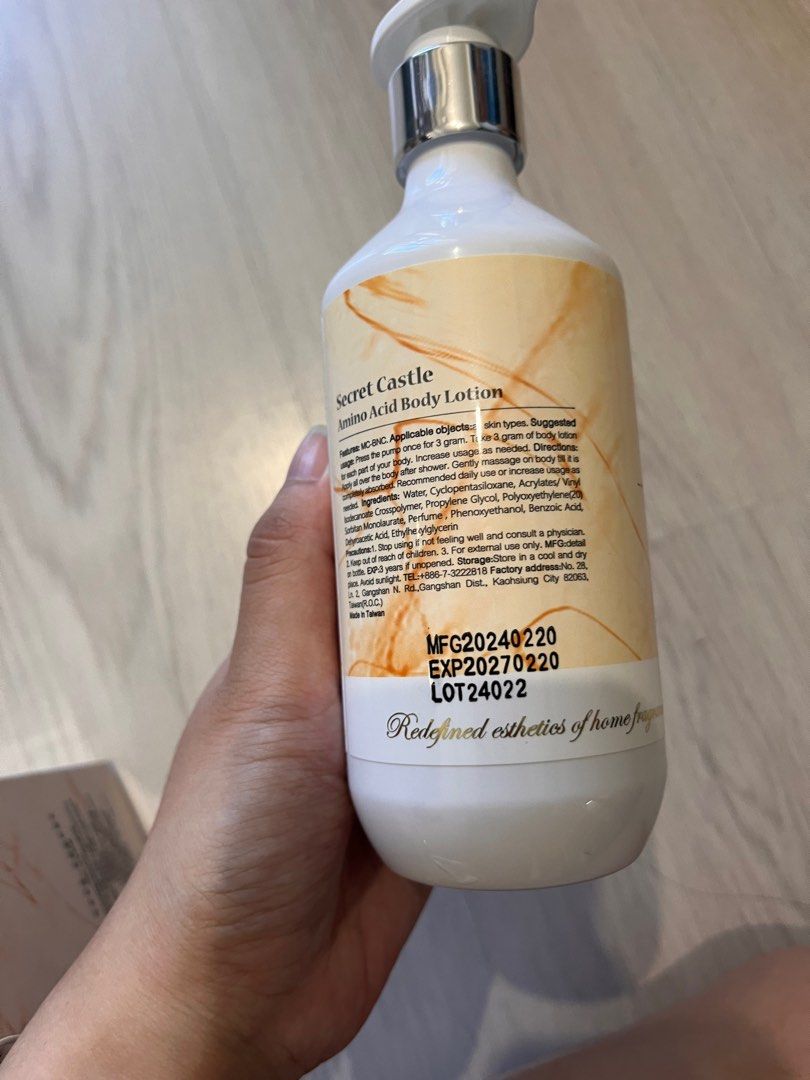 Secret Castle
Amino Acid Body Lotion
Features: MC-BNC. Applicable objects:all skin types. Suggested
usage: Press the pump once for 3 gram. Take 3 gram of body lotion
for each part of your body. Increase usage as needed. Directions:
Apply all over the body after shower. Gently massage on body till it is
completely absorbed. Recommended daily use or increase usage as
needed. Ingredients: Water, Cyclopentasiloxane, Acrylates/ Vinyl
Isodecanoate Crosspolymer, Propylene Glycol, Polyoxyethylene(20)
Sorbitan Monolaurate, Perfume , Phenoxyethanol, Benzoic Acid,
Dehyroacetic Acid, Ethylhexylglycerin
Precautions:1. Stop using if not feeling well and consult a physician.
2. Keep out of reach of children. 3. For external use only. MFG:detail
on bottle. EXP:3 years if unopened. Storage:Store in a cool and dry
place. Avoid sunlight. TEL:+886-7-3222818 Factory address:No. 28,
Ln. 2, Gangshan N. Rd.,Gangshan Dist., Kaohsiung City 82063,
Taiwan(R.O.C.)
Made in Taiwan
MFG20240220
EXP20270220
LOT24022
Redefined esthetics of home